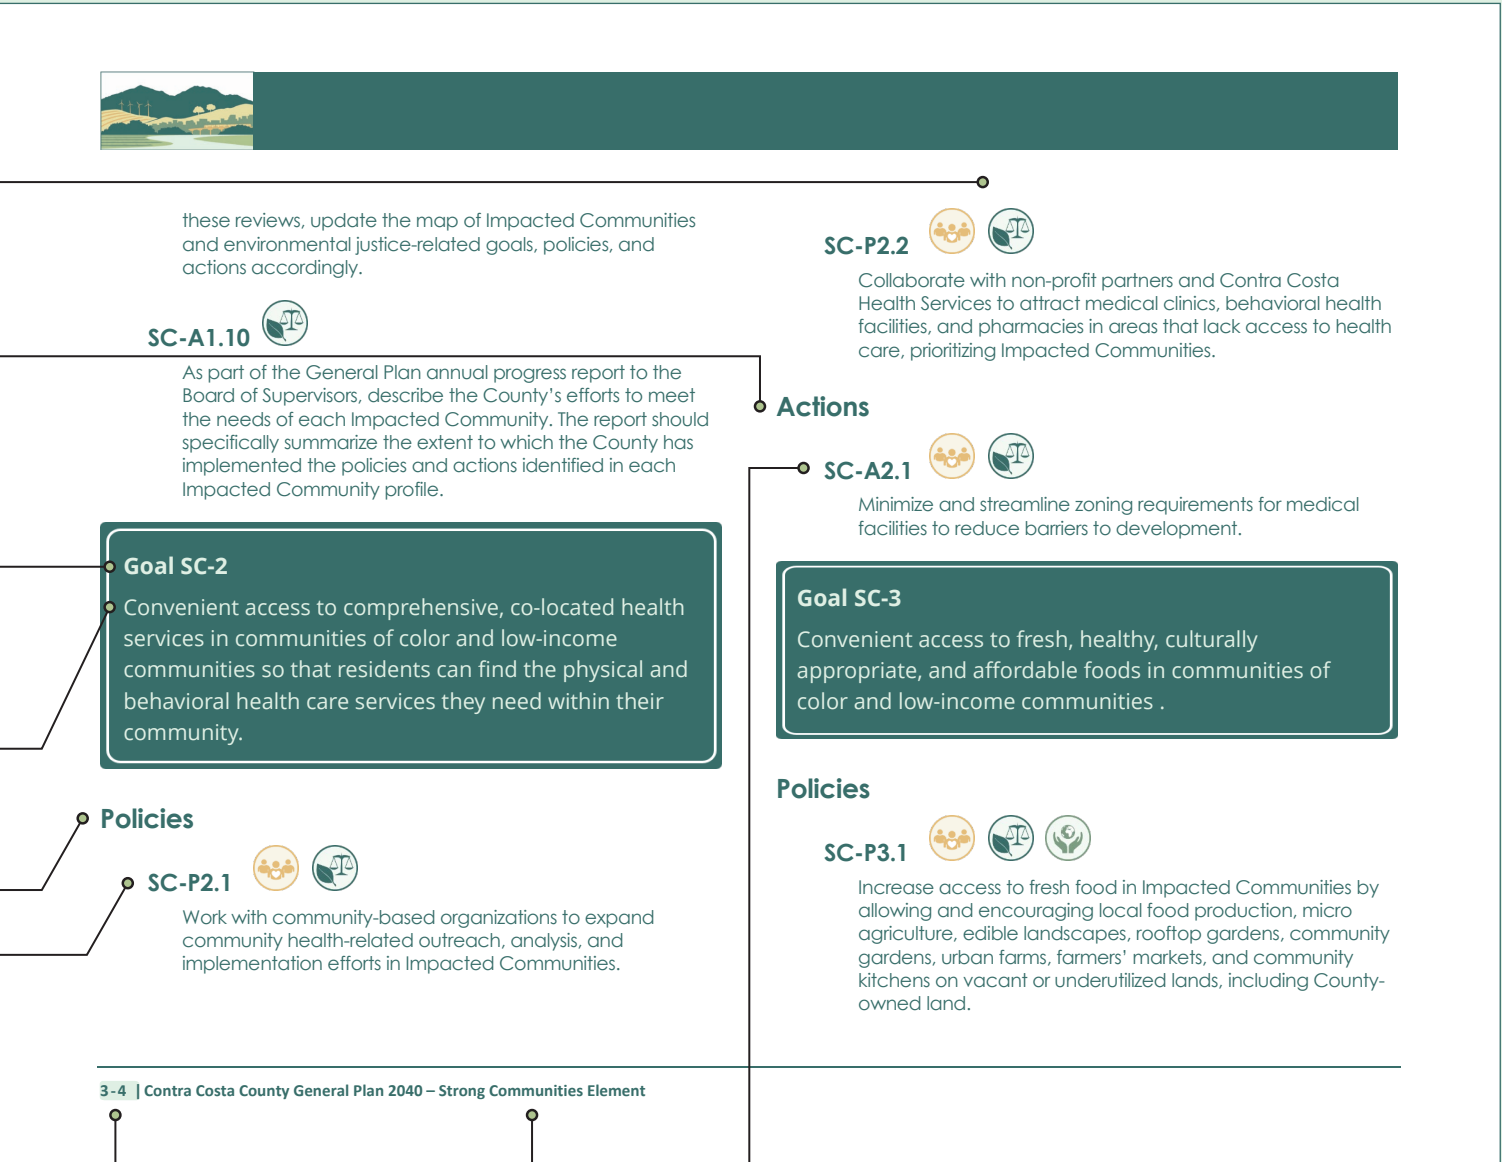 these reviews, update the map of Impacted Communities
and environmental justice-related goals, policies, and
actions accordingly.
SC-A1.10
As part of the General Plan annual progress report to the
Board of Supervisors, describe the County’s efforts to meet
the needs of each Impacted Community. The report should
specifically summarize the extent to which the County has
implemented the policies and actions identified in each
Impacted Community profile.
Goal SC-2
Convenient access to comprehensive, co-located health
services in communities of color and low-income
communities so that residents can find the physical and
behavioral health care services they need within their
community.
Policies
SC-P2.1
Work with community-based organizations to expand
community health-related outreach, analysis, and
implementation efforts in Impacted Communities.
SC-P2.2
Collaborate with non-profit partners and Contra Costa
Health Services to attract medical clinics, behavioral health
facilities, and pharmacies in areas that lack access to health
care, prioritizing Impacted Communities.
Actions
SC-A2.1
Minimize and streamline zoning requirements for medical
facilities to reduce barriers to development.
Goal SC-3
Convenient access to fresh, healthy, culturally
appropriate, and affordable foods in communities of
color and low-income communities .
Policies
SC-P3.1
Increase access to fresh food in Impacted Communities by
allowing and encouraging local food production, micro
agriculture, edible landscapes, rooftop gardens, community
gardens, urban farms, farmers’ markets, and community
kitchens on vacant or underutilized lands, including County-
owned land.
3-4 | Contra Costa County General Plan 2040 – Strong Communities Element